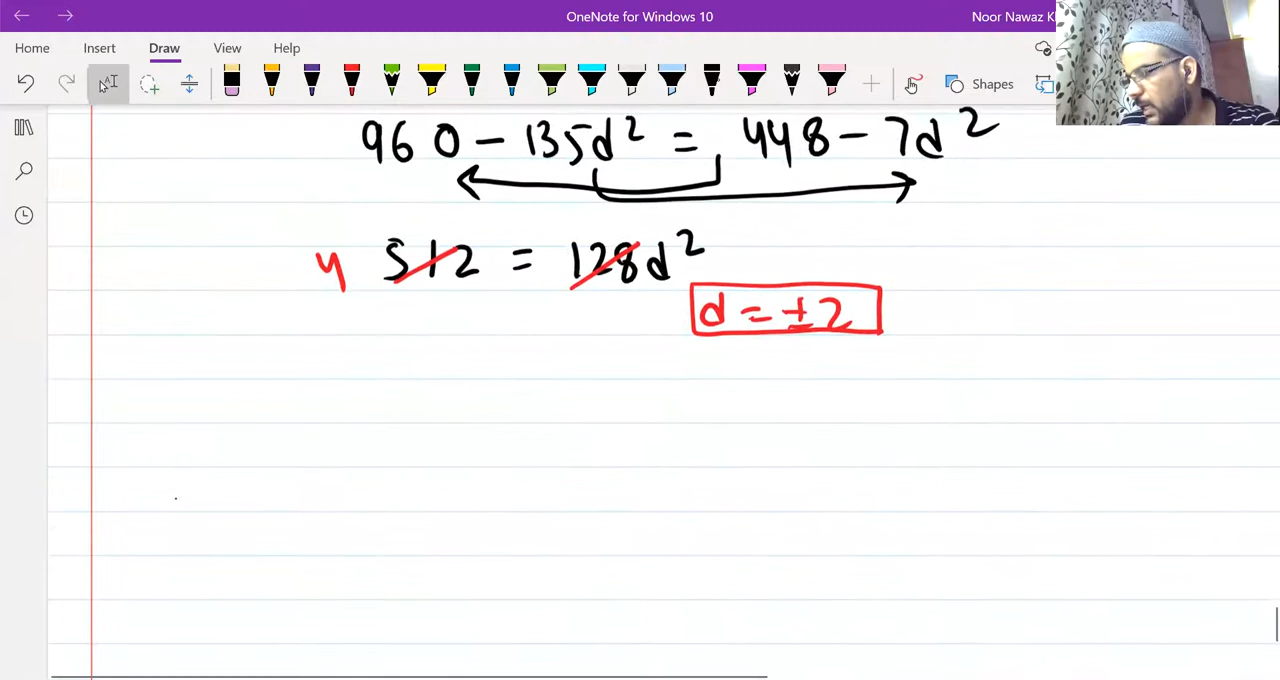 OneNote for Windows 10
Noor Nawaz K
Home Insert Draw View Help
Shapes
960 - 135d² = 448 - 7d²
4 512 = 128d²
d = ±2